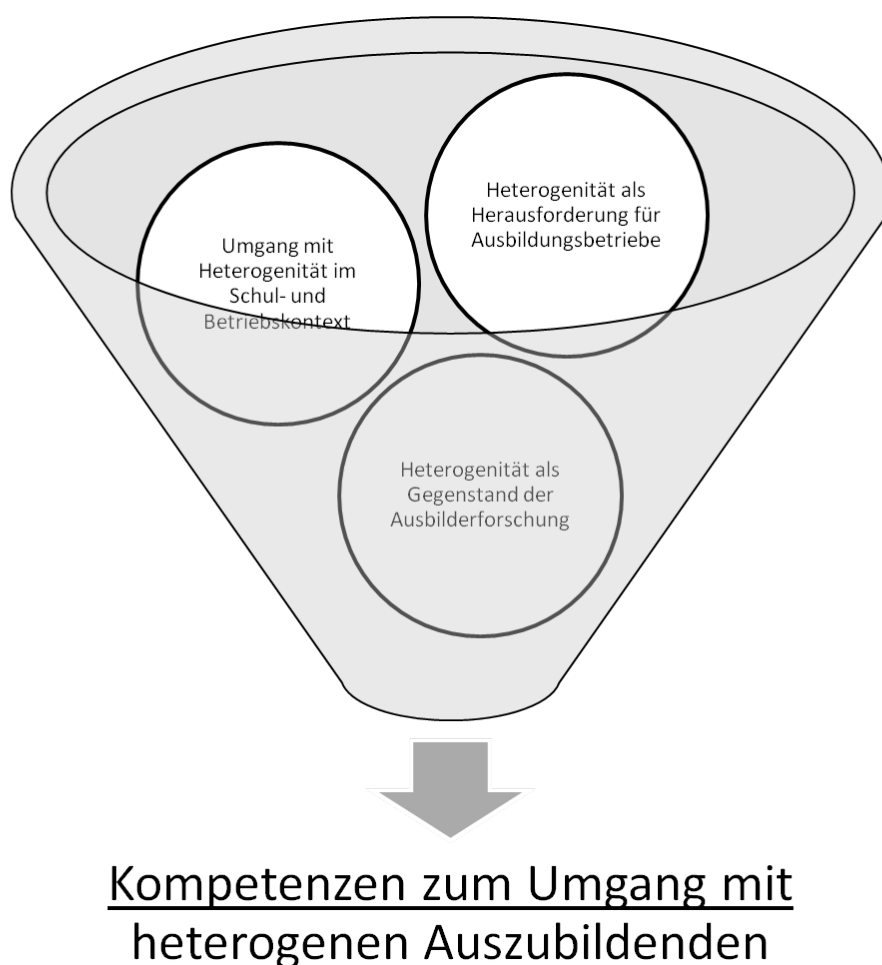 Heterogenität als
Herausforderung für
Ausbildungsbetriebe
Umgang mit
Heterogenität im
Schul- und
Betriebskontext
Heterogenität als
Gegenstand der
Ausbilderforschung
Kompetenzen zum Umgang mit
heterogenen Auszubildenden